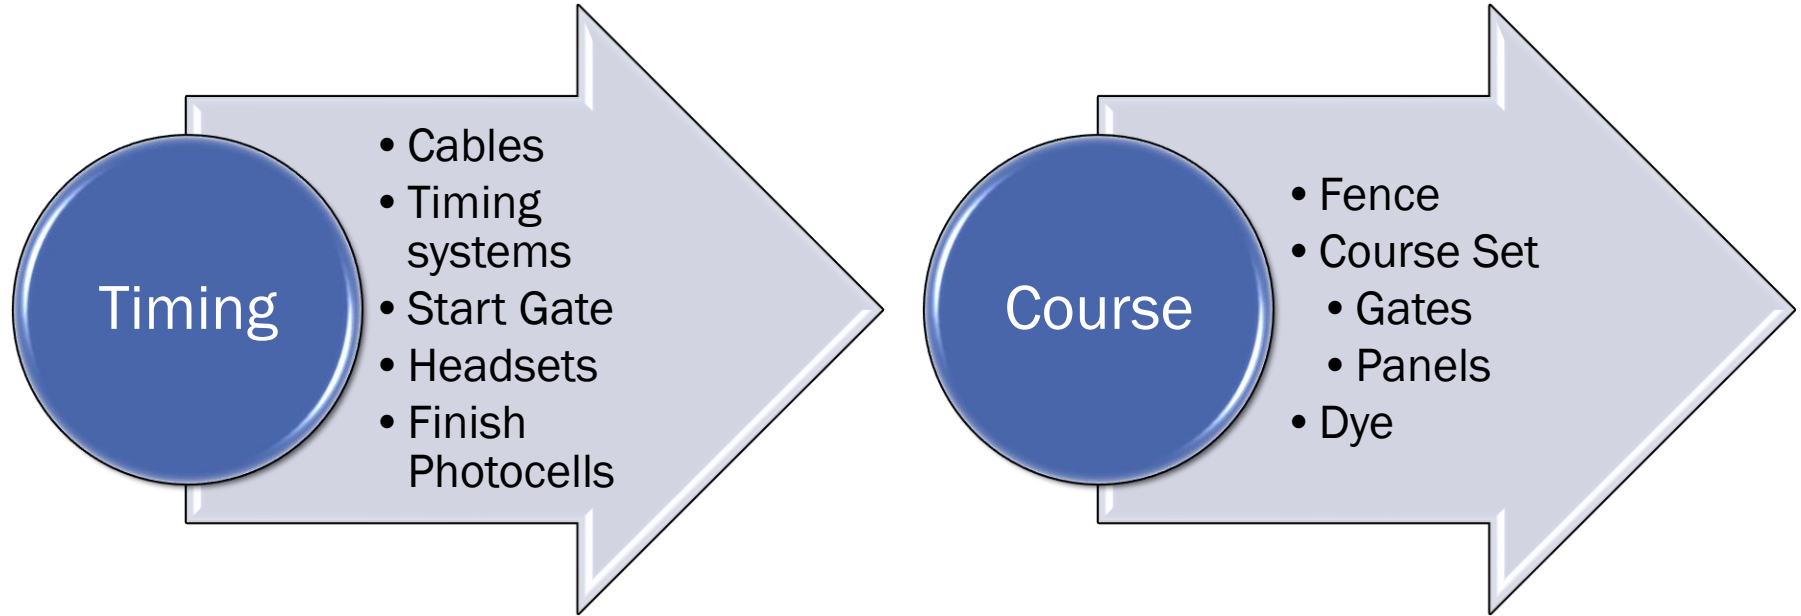 Timing
• Cables
• Timing
systems
• Start Gate
• Headsets
• Finish
Photocells
Course
• Fence
• Course Set
• Gates
• Panels
• Dye